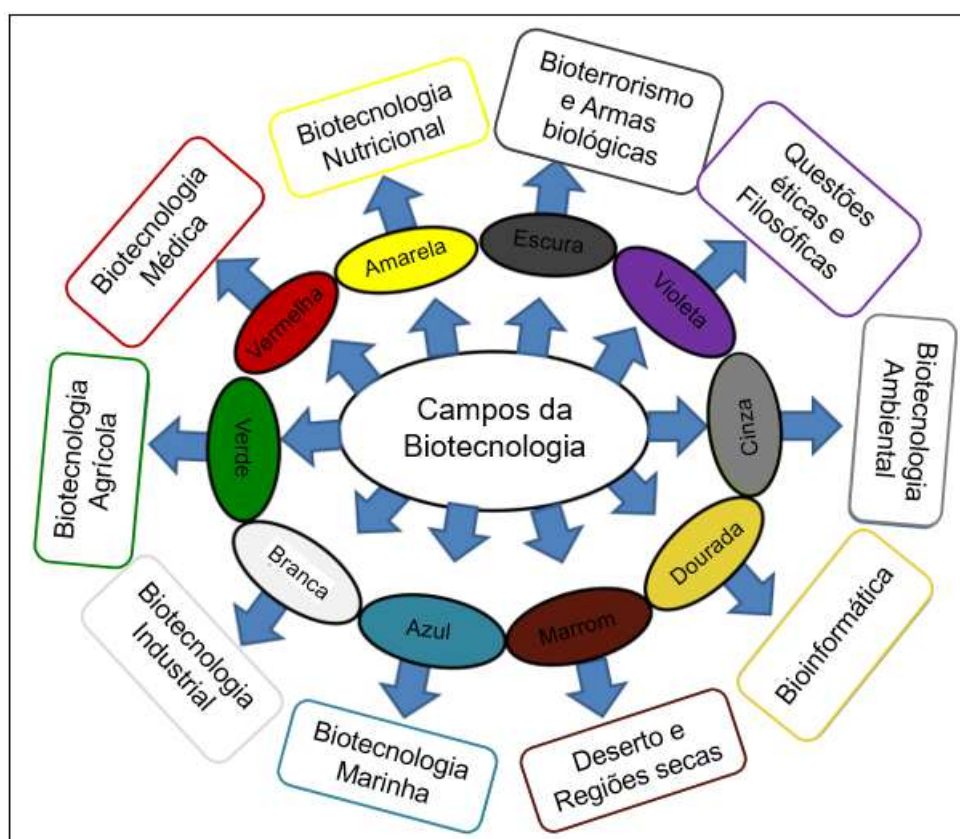 Bioterrorismo
e Armas
biológicas
Biotecnologia
Nutricional
Questões
éticas e
Filosóficas
Biotecnologia
Médica
Amarela
Escura
Vermelha
Violeta
Biotecnologia
Ambiental
Biotecnologia
Agrícola
Verde
Campos da
Biotecnologia
Cinza
Branca
Dourada
Azul
Marrom
Biotecnologia
Industrial
Bioinformática
Biotecnologia
Marinha
Deserto e
Regiões secas